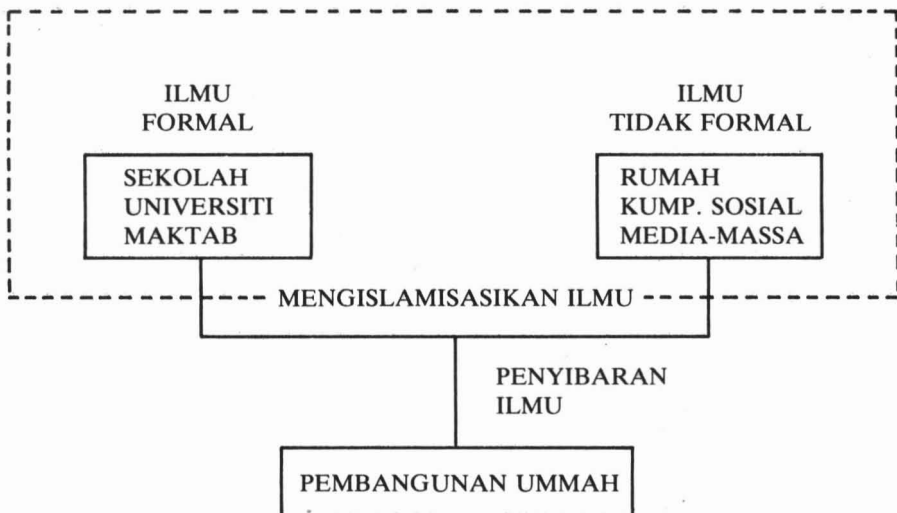 ILMU
FORMAL
SEKOLAH
UNIVERSITI
MAKTAB
ILMU
TIDAK FORMAL
RUMAH
KUMP. SOSIAL
MEDIA-MASSA
MENGISLAMISASIKAN ILMU
PENYIBARAN
ILMU
PEMBANGUNAN UMMAH